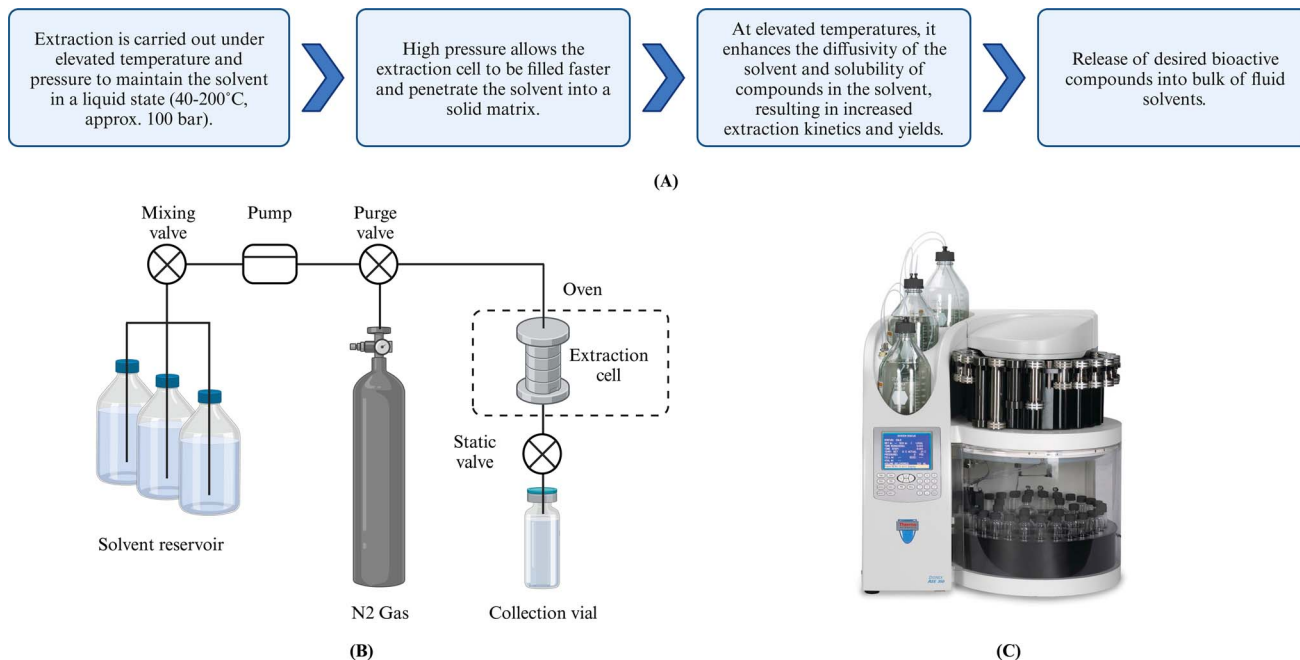 Extraction is carried out under
elevated temperature and
pressure to maintain the solvent
in a liquid state (40-200˚C,
approx. 100 bar).
High pressure allows the
extraction cell to be filled faster
and penetrate the solvent into a
solid matrix.
At elevated temperatures, it
enhances the diffusivity of the
solvent and solubility of
compounds in the solvent,
resulting in increased
extraction kinetics and yields.
Release of desired bioactive
compounds into bulk of fluid
solvents.
(A)
Mixing
valve
Pump
Purge
valve
Oven
Extraction
cell
Static
valve
Solvent reservoir
N2 Gas
Collection vial
(B)
(C)